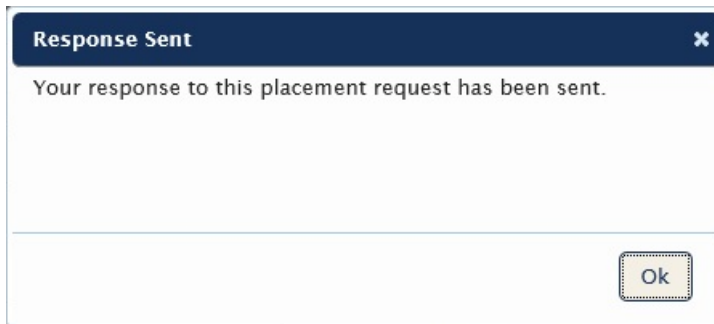 Response Sent
Your response to this placement request has been sent.
Ok